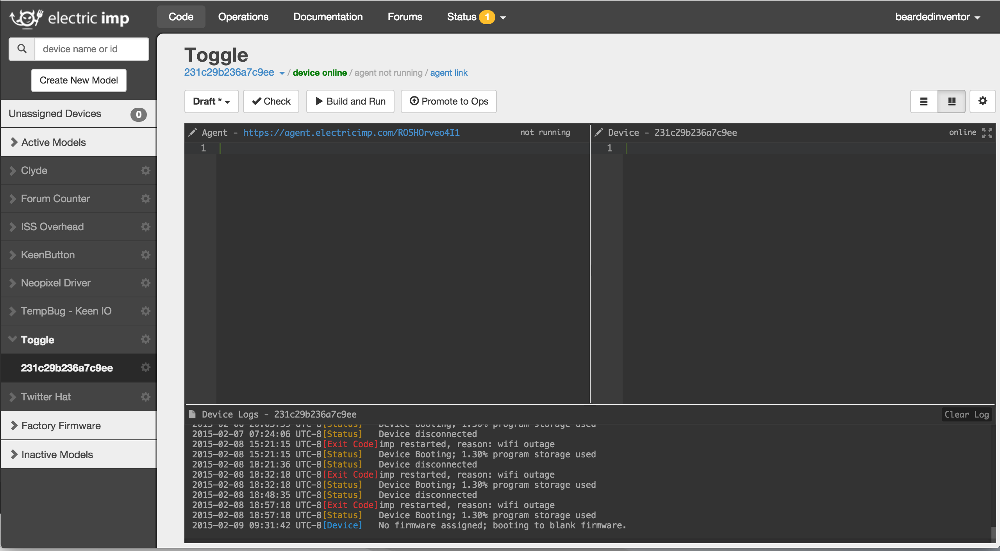 electric imp
Code
Operations
Documentation
Forums
Status 1
beardedinventor
device name or id
Create New Model
Unassigned Devices 0
Active Models
Clyde
Forum Counter
ISS Overhead
KeenButton
Neopixel Driver
TempBug - Keen IO
Toggle
231c29b236a7c9ee
Twitter Hat
Factory Firmware
Inactive Models
Toggle
231c29b236a7c9ee / device online / agent not running / agent link
Draft *
Check
Build and Run
Promote to Ops
Agent - https://agent.electricimp.com/RO5HOrveo4I1 not running
1
Device - 231c29b236a7c9ee online
1
Device Logs - 231c29b236a7c9ee Clear Log
[Status] Device Booting; 1.30% program storage used
2015-02-07 07:24:06 UTC-8[Status] Device disconnected
2015-02-08 15:21:15 UTC-8[Exit Code]imp restarted, reason: wifi outage
2015-02-08 15:21:15 UTC-8[Status] Device Booting; 1.30% program storage used
2015-02-08 18:21:36 UTC-8[Status] Device disconnected
2015-02-08 18:32:18 UTC-8[Exit Code]imp restarted, reason: wifi outage
2015-02-08 18:32:18 UTC-8[Status] Device Booting; 1.30% program storage used
2015-02-08 18:48:35 UTC-8[Status] Device disconnected
2015-02-08 18:57:18 UTC-8[Exit Code]imp restarted, reason: wifi outage
2015-02-08 18:57:18 UTC-8[Status] Device Booting; 1.30% program storage used
2015-02-09 09:31:42 UTC-8[Device] No firmware assigned; booting to blank firmware.